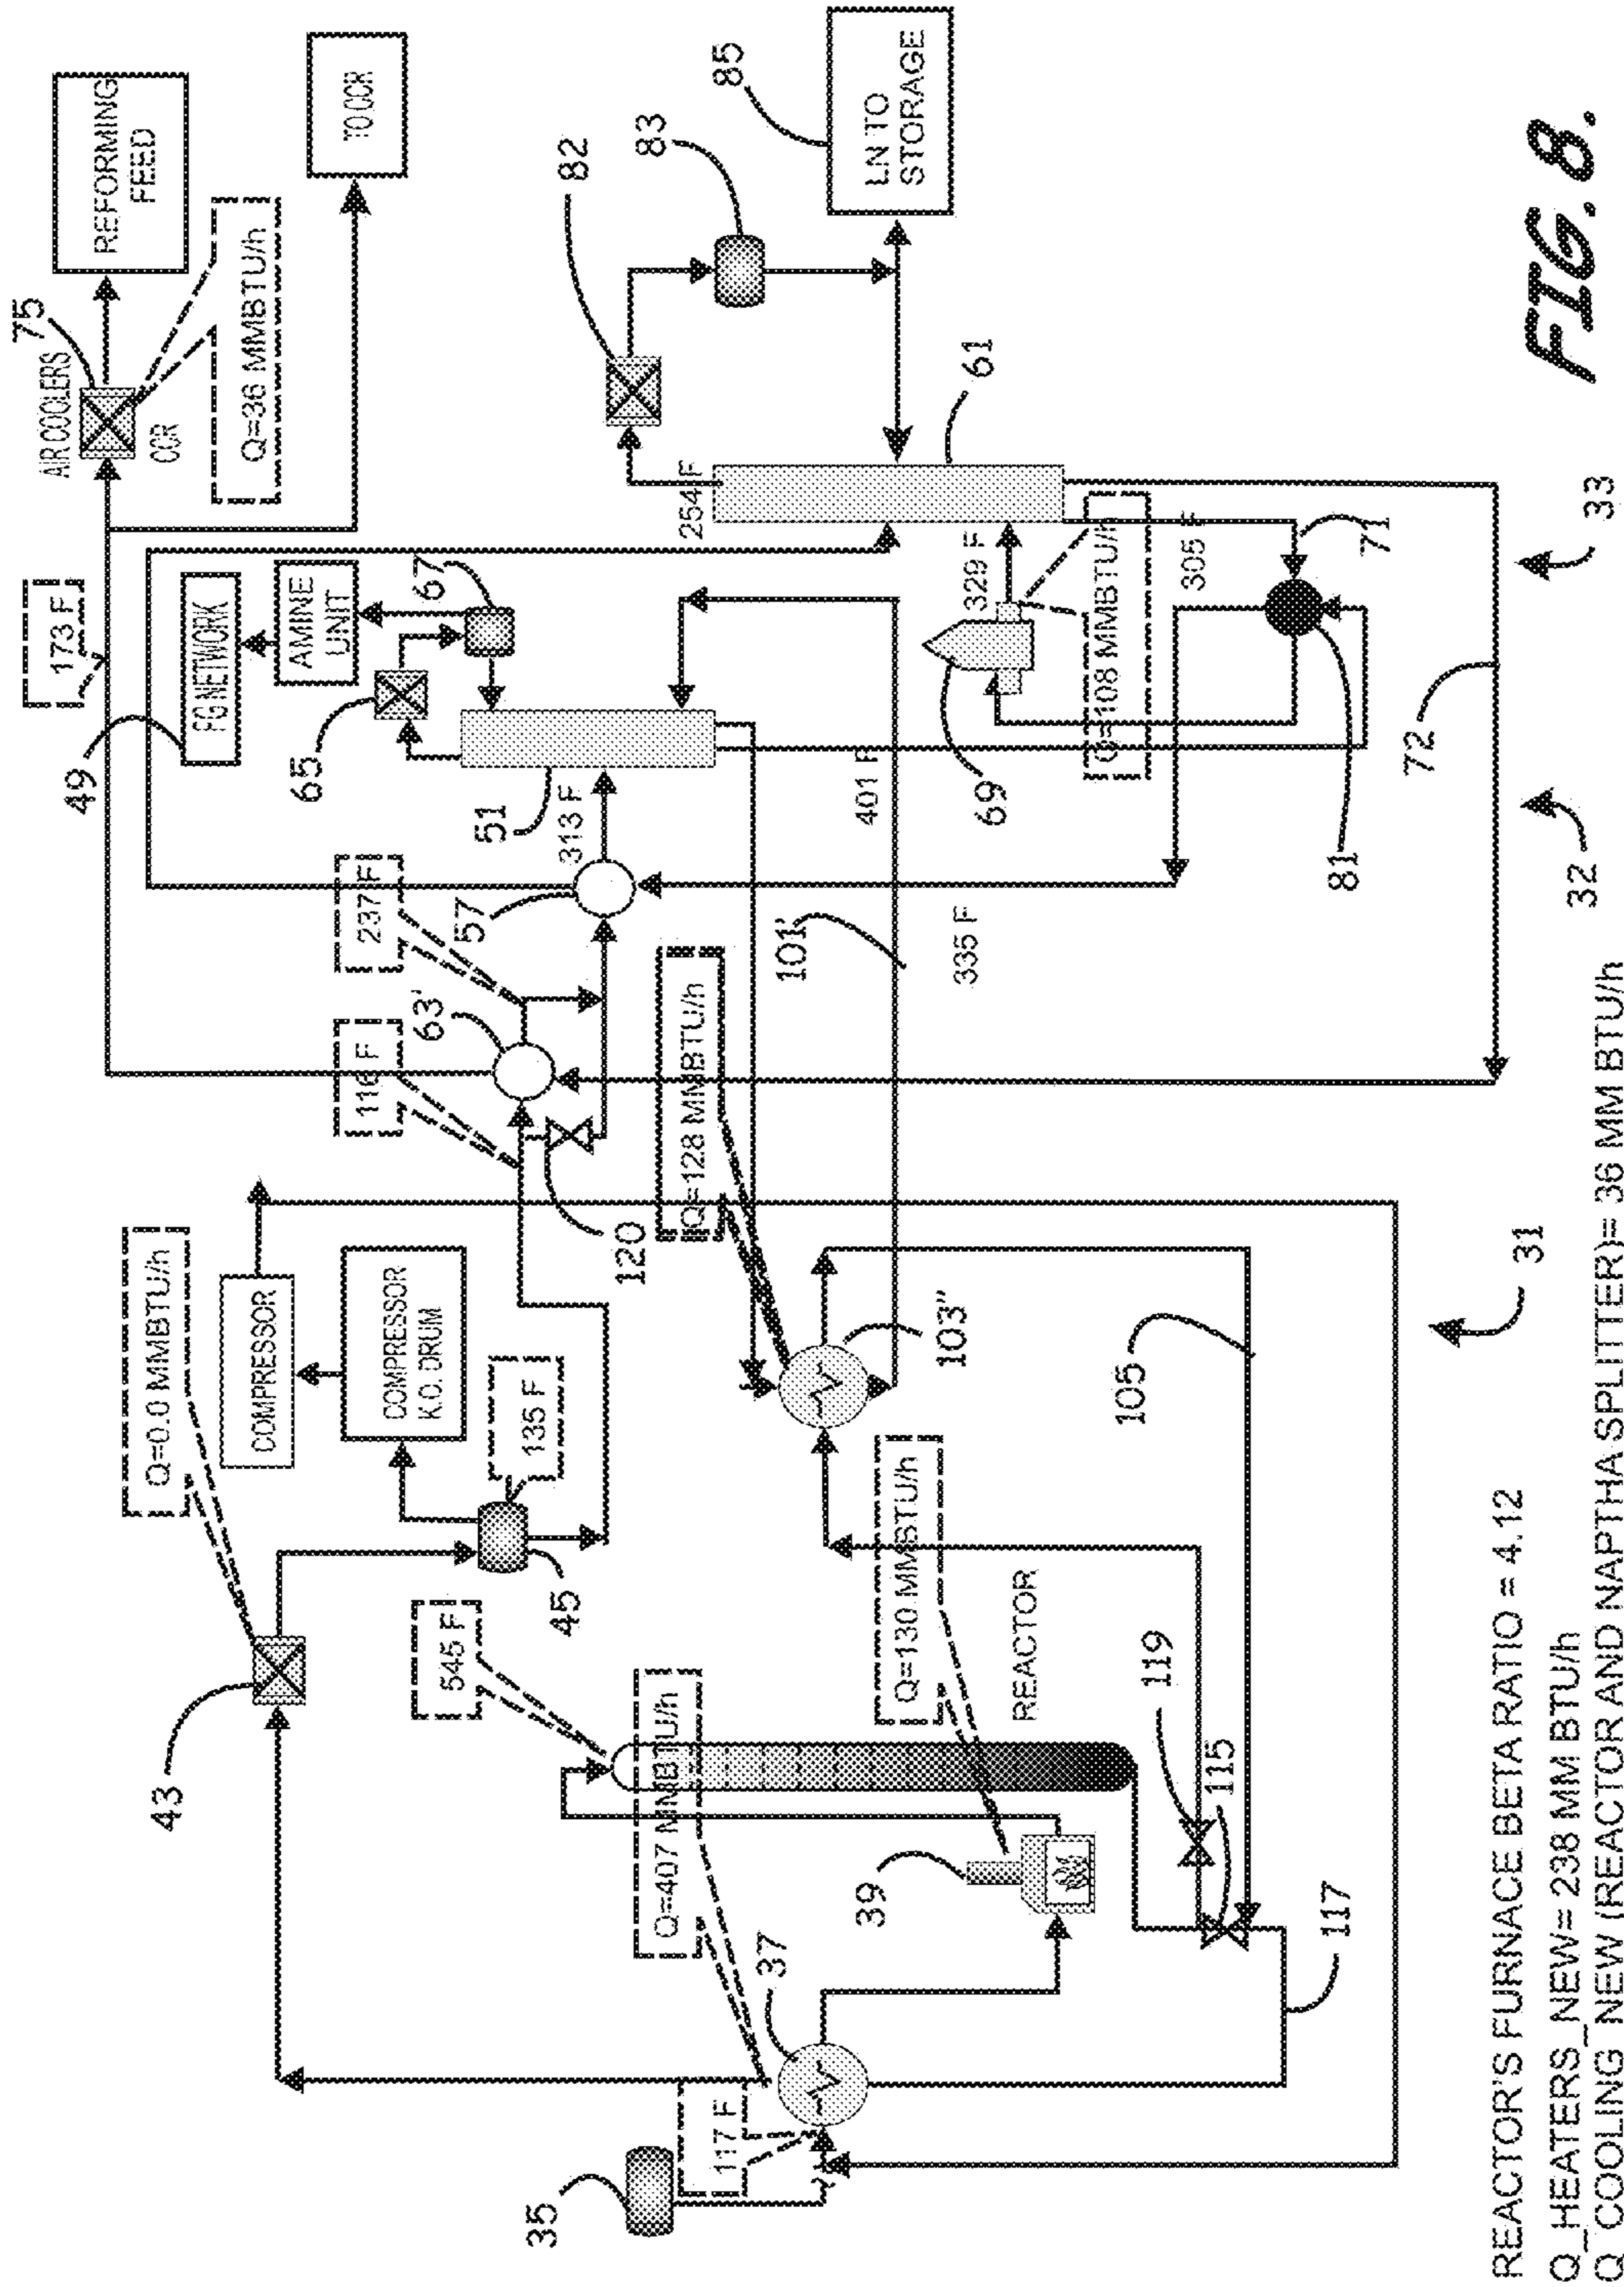 35
117 F
37
Q=407 MMBTU/h
43
Q=0.0 MMBTU/h
COMPRESSOR
COMPRESSOR
K.O. DRUM
135 F
45
545 F
39
Q=130 MMBTU/h
REACTOR
119
115
117
105
103"
Q=128 MMBTU/h
120
116 F
63'
237 F
57
313 F
51
101'
335 F
401 F
49
173 F
FG NETWORK
AMINE
UNIT
65
67
AIR COOLERS
CCR
75
REFORMING
FEED
Q=36 MMBTU/h
TO CCR
254 F
82
83
85
LN TO
STORAGE
61
329 F
69
Q=108 MMBTU/h
305 F
71
81
72
31
32
33
REACTOR'S FURNACE BETA RATIO = 4.12
Q_HEATERS_NEW= 238 MM BTU/h
Q_COOLING_NEW (REACTOR AND NAPTHA SPLITTER)= 36 MM BTU/h
FIG. 8.